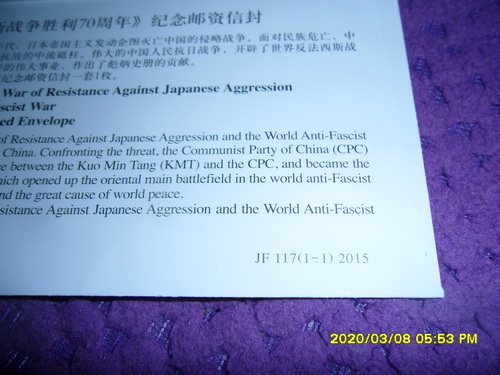 战争胜利70周年》纪念邮资信封
代，日本帝国主义发动企图灭亡中国的侵略战争。面对民族危亡，中
抗战的中流砥柱。伟大的中国人民抗日战争，开辟了世界反法西斯战
的伟大事业，作出了彪炳史册的贡献。
纪念邮资信封一套1枚。
War of Resistance Against Japanese Aggression
ascist War
ed Envelope
of Resistance Against Japanese Aggression and the World Anti-Fascist
China. Confronting the threat, the Communist Party of China (CPC)
re between the Kuo Min Tang (KMT) and the CPC, and became the
hich opened up the oriental main battlefield in the world anti-Fascist
nd the great cause of world peace.
sistance Against Japanese Aggression and the World Anti-Fascist
JF 117(1-1) 2015
2020/03/08 05:53 PM